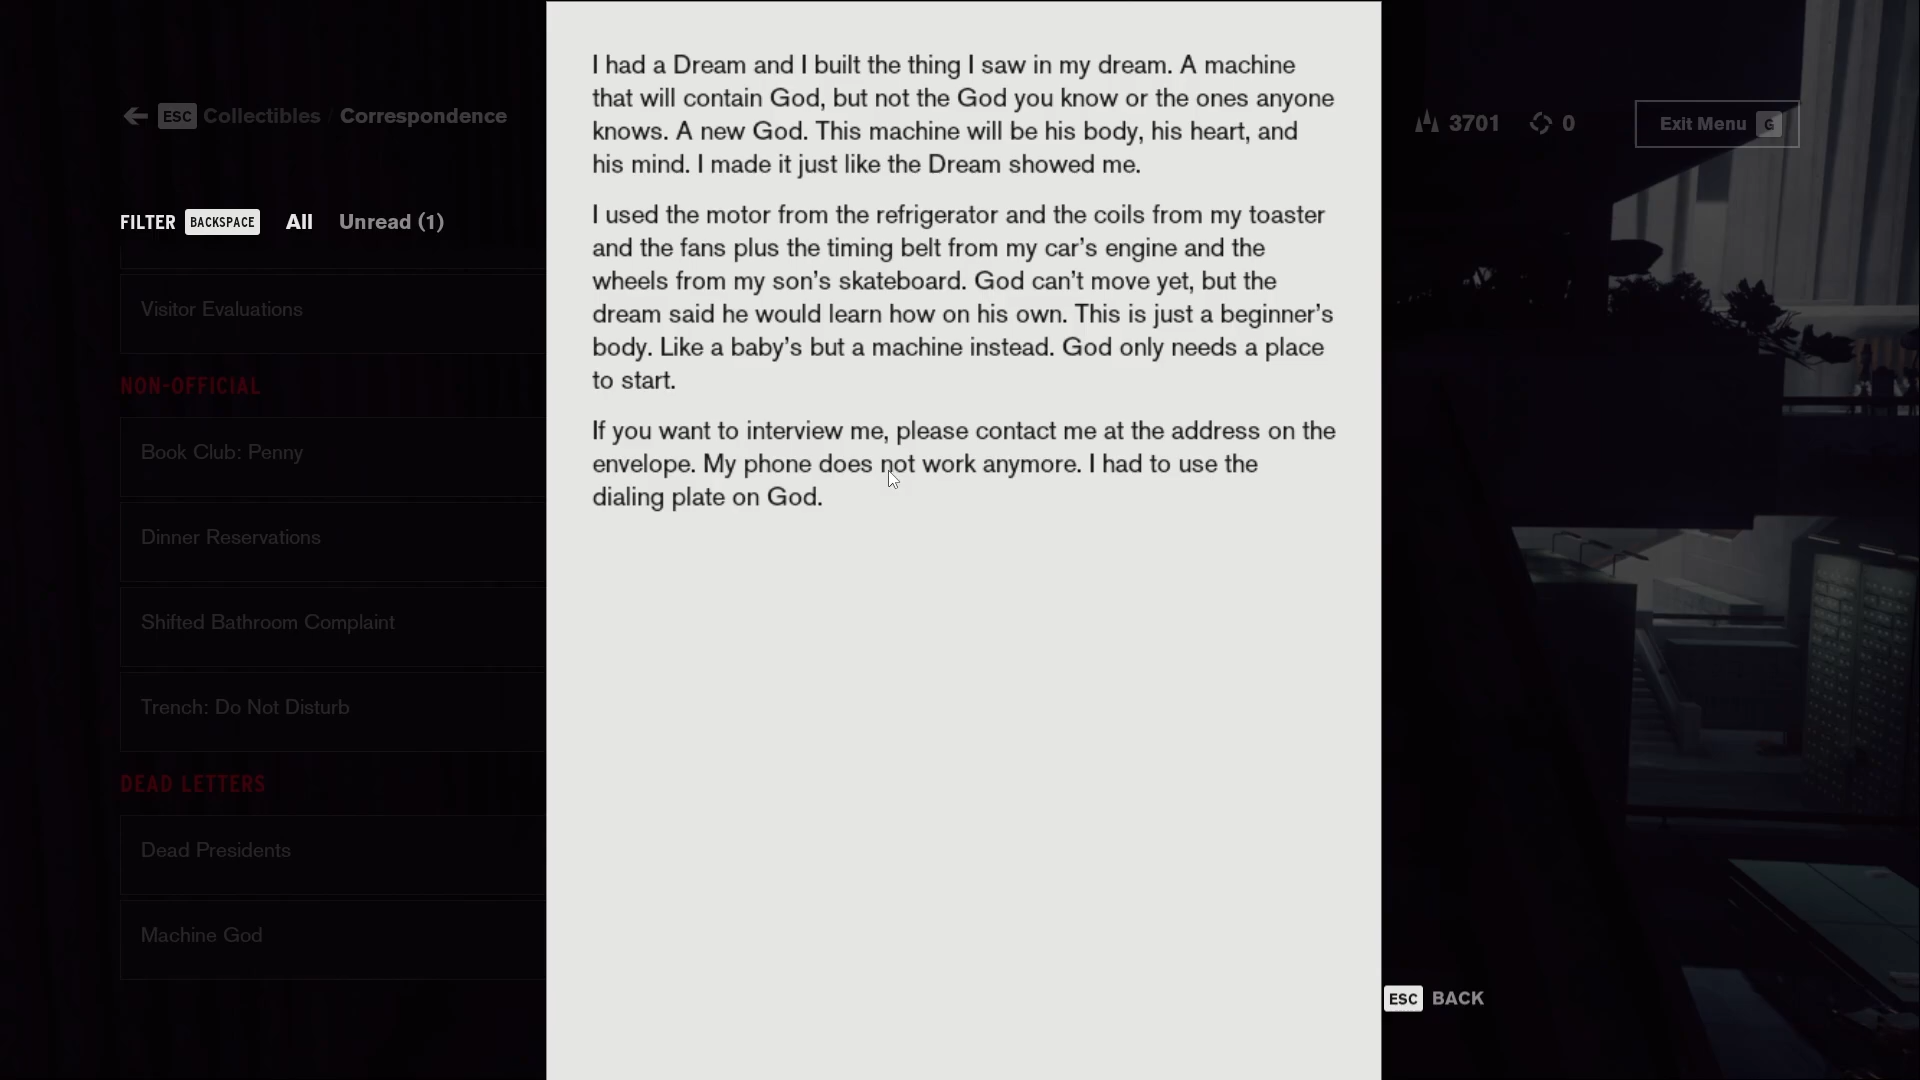 ESC Collectibles / Correspondence
3701 0 Exit Menu G
FILTER BACKSPACE All Unread (1)
Visitor Evaluations
NON-OFFICIAL
Book Club: Penny
Dinner Reservations
Shifted Bathroom Complaint
Trench: Do Not Disturb
DEAD LETTERS
Dead Presidents
Machine God
I had a Dream and I built the thing I saw in my dream. A machine
that will contain God, but not the God you know or the ones anyone
knows. A new God. This machine will be his body, his heart, and
his mind. I made it just like the Dream showed me.
I used the motor from the refrigerator and the coils from my toaster
and the fans plus the timing belt from my car’s engine and the
wheels from my son’s skateboard. God can’t move yet, but the
dream said he would learn how on his own. This is just a beginner’s
body. Like a baby’s but a machine instead. God only needs a place
to start.
If you want to interview me, please contact me at the address on the
envelope. My phone does not work anymore. I had to use the
dialing plate on God.
ESC BACK